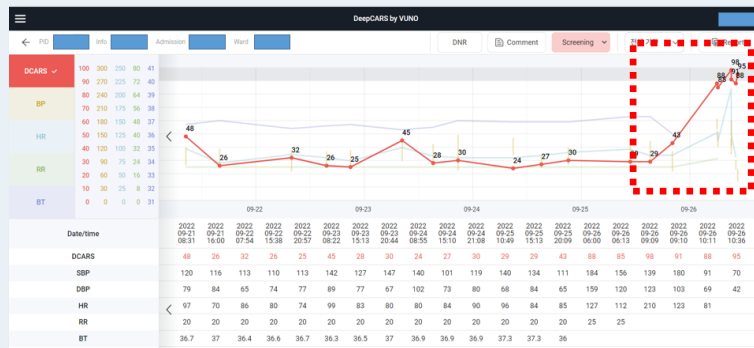 DeepCARS by VUNO
PID Info Admission Ward DNR Comment Screening Report
DCARS 100 300 250 80 41
90 270 225 72 40
BP 80 240 200 64 39
70 210 175 56 38
60 180 150 48 37
HR 50 150 125 40 36
40 120 100 32 35
RR 30 90 75 24 34
20 60 50 16 33
10 30 25 8 32
BT 0 0 0 0 31
48 26 32 26 25 45 28 30 24 27 30 29 29 43 88 85 98 91 88 95
09-22 09-23 09-24 09-25 09-26
Date/time 2022 09-21 08:31 2022 09-21 16:00 2022 09-22 07:54 2022 09-22 15:38 2022 09-22 20:57 2022 09-23 08:22 2022 09-23 15:13 2022 09-23 20:44 2022 09-24 08:55 2022 09-24 15:10 2022 09-24 21:08 2022 09-25 10:49 2022 09-25 15:13 2022 09-25 20:09 2022 09-26 06:00 2022 09-26 06:13 2022 09-26 09:09 2022 09-26 09:10 2022 09-26 10:11 2022 09-26 10:36
DCARS 48 26 32 26 25 45 28 30 24 27 30 29 29 43 88 85 98 91 88 95
SBP 120 116 113 110 113 142 127 147 140 101 119 140 134 111 184 156 139 180 91 70
DBP 79 84 65 74 77 89 77 67 102 73 80 68 84 65 159 120 123 103 69 42
HR 97 70 86 80 74 99 83 80 80 84 90 96 84 85 127 112 210 123 81
RR 20 20 20 20 20 20 20 20 20 20 20 20 20 20 25 25
BT 36.7 37 36.4 36.6 36.7 36.3 36.5 37 36.9 36.9 36.9 37.3 37.3 36